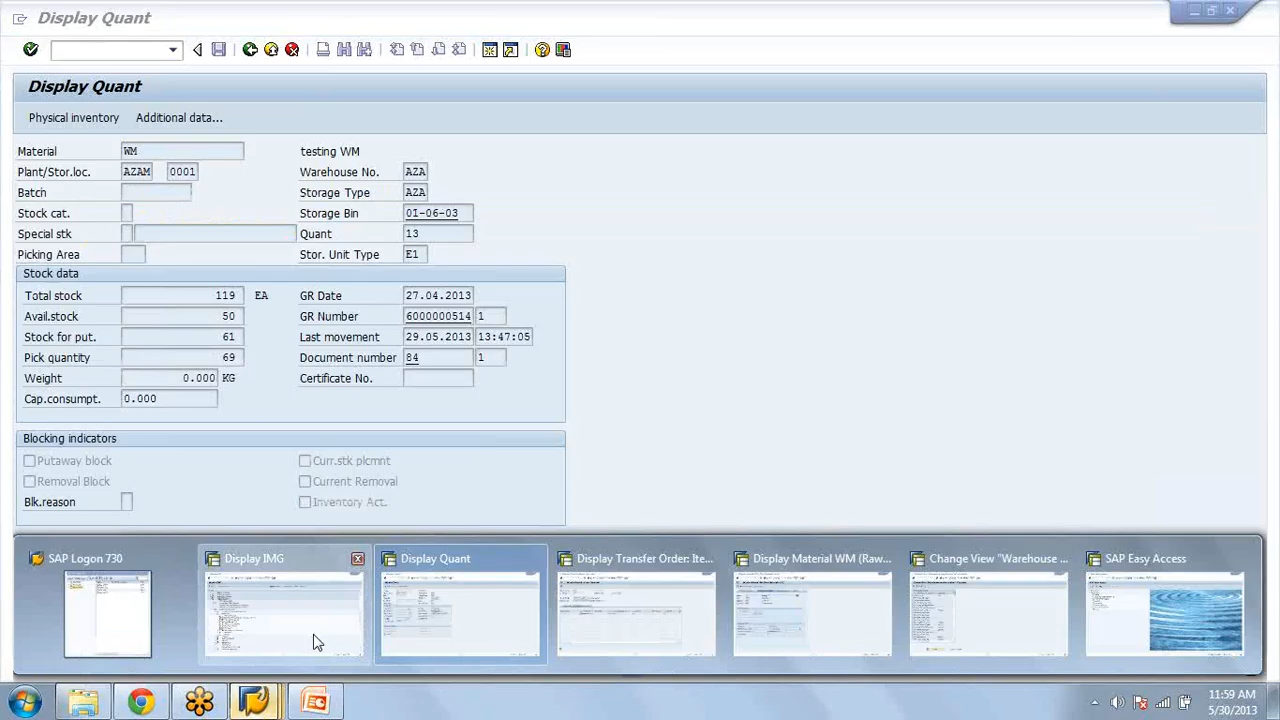 Display Quant
Display Quant
Physical inventory Additional data...
Material WM testing WM
Plant/Stor.loc. AZAM 0001 Warehouse No. AZA
Batch Storage Type AZA
Stock cat. Storage Bin 01-06-03
Special stk Quant 13
Picking Area Stor. Unit Type E1
Stock data
Total stock 119 EA GR Date 27.04.2013
Avail.stock 50 GR Number 6000000514 1
Stock for put. 61 Last movement 29.05.2013 13:47:05
Pick quantity 69 Document number 84 1
Weight 0.000 KG Certificate No.
Cap.consumpt. 0.000
Blocking indicators
Putaway block Curr.stk plcmnt
Removal Block Current Removal
Blk.reason Inventory Act.
SAP Logon 730 Display IMG Display Quant Display Transfer Order: Ite... Display Material WM (Raw... Change View "Warehouse ... SAP Easy Access
11:59 AM
5/30/2013